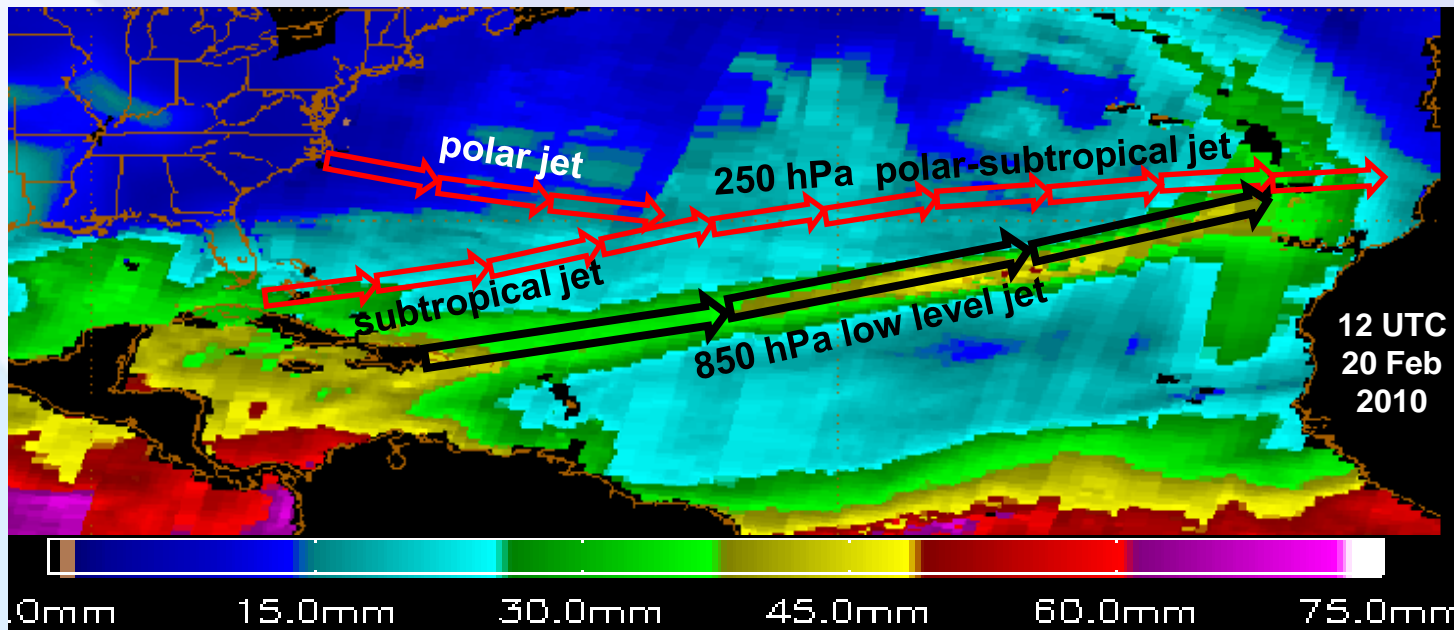 polar jet
250 hPa  polar-subtropical jet
subtropical jet
850 hPa low level jet
12 UTC
20 Feb
2010
.0mm 15.0mm 30.0mm 45.0mm 60.0mm 75.0mm